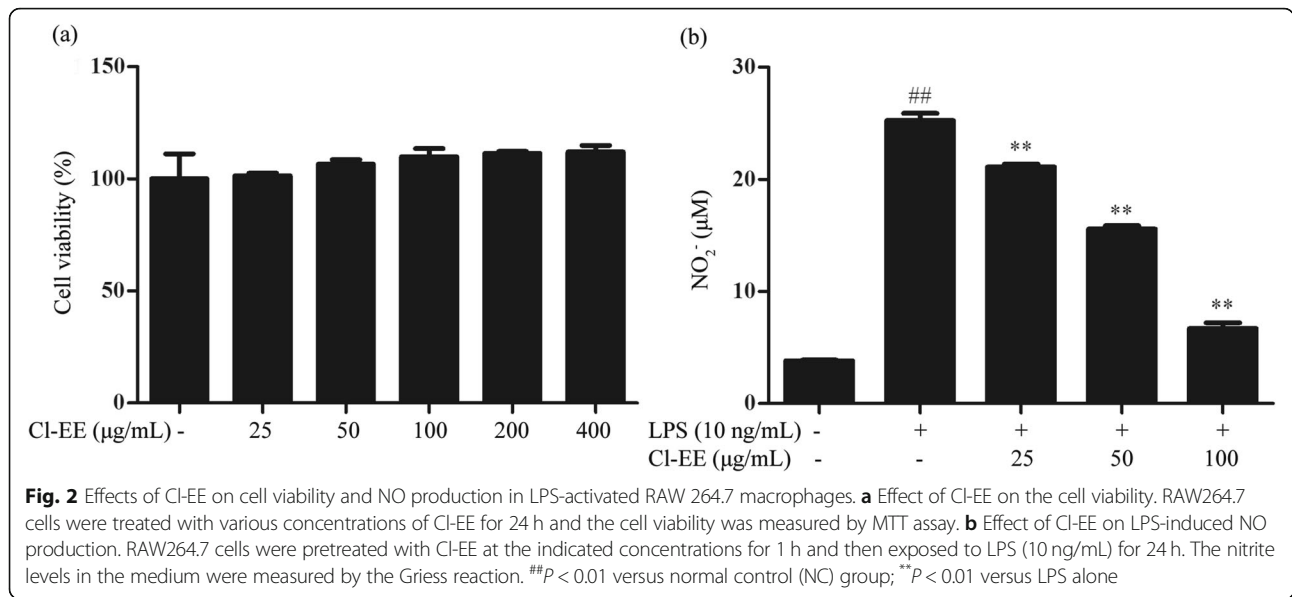 (a)
150
100
50
0
Cell viability (%)
Cl-EE (µg/mL) - 25 50 100 200 400
(b)
30
20
10
0
NO₂⁻ (µM)
##
**
**
**
LPS (10 ng/mL) - + + + +
Cl-EE (µg/mL) - - 25 50 100
Fig. 2 Effects of Cl-EE on cell viability and NO production in LPS-activated RAW 264.7 macrophages. a Effect of Cl-EE on the cell viability. RAW264.7
cells were treated with various concentrations of Cl-EE for 24 h and the cell viability was measured by MTT assay. b Effect of Cl-EE on LPS-induced NO
production. RAW264.7 cells were pretreated with Cl-EE at the indicated concentrations for 1 h and then exposed to LPS (10 ng/mL) for 24 h. The nitrite
levels in the medium were measured by the Griess reaction. ##P < 0.01 versus normal control (NC) group; **P < 0.01 versus LPS alone